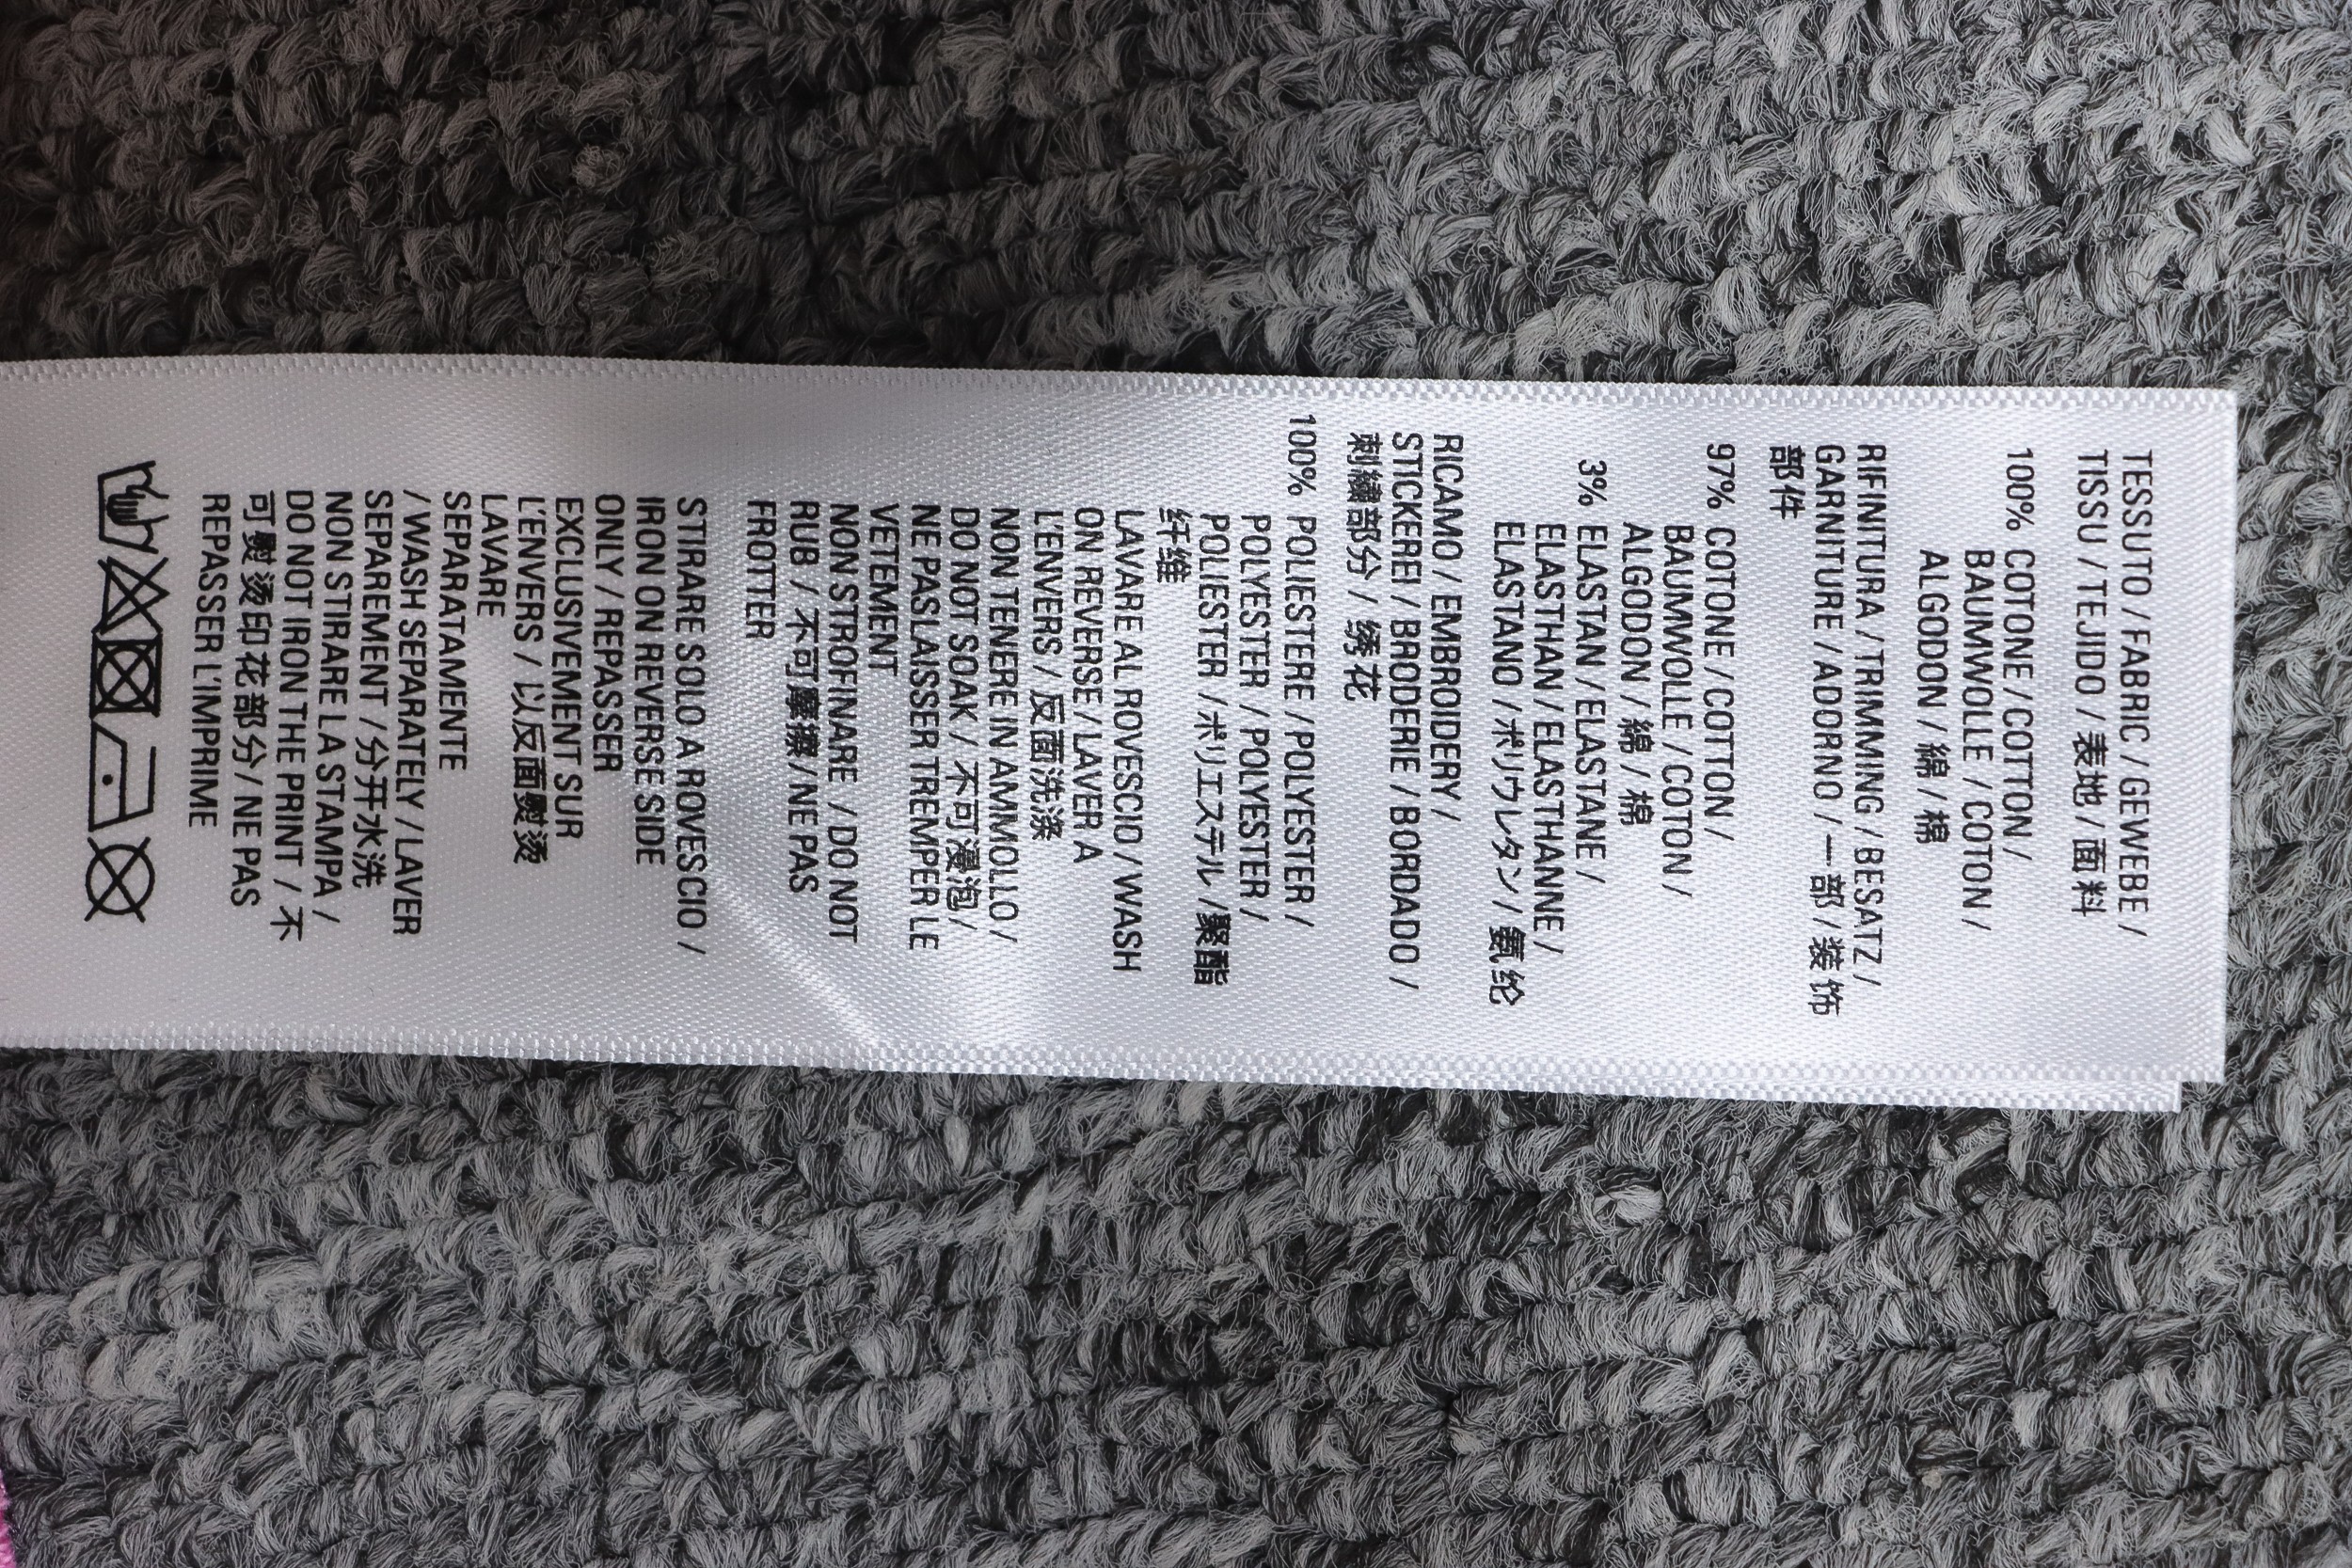 TESSUTO / FABRIC / GEWEBE /
TISSU / TEJIDO / 表地 / 面料
100% COTONE / COTTON /
BAUMWOLLE / COTON /
ALGODON / 綿 / 棉
RIFINITURA / TRIMMING / BESATZ /
GARNITURE / ADORNO / 一部 / 装饰
部件
97% COTONE / COTTON /
BAUMWOLLE / COTON /
ALGODON / 綿 / 棉
3% ELASTAN / ELASTANE /
ELASTHAN / ELASTHANNE /
ELASTANO / ポリウレタン / 氨纶
RICAMO / EMBROIDERY /
STICKEREI / BRODERIE / BORDADO /
刺繍部分 / 绣花
100% POLIESTERE / POLYESTER /
POLYESTER / POLYESTER /
POLIESTER / ポリエステル / 聚酯
纤维
LAVARE AL ROVESCIO / WASH
ON REVERSE / LAVER A
L'ENVERS / 反面洗涤
NON TENERE IN AMMOLLO /
DO NOT SOAK / 不可浸泡 /
NE PAS LAISSER TREMPER LE
VETEMENT
NON STROFINARE / DO NOT
RUB / 不可摩擦 / NE PAS
FROTTER
STIRARE SOLO A ROVESCIO /
IRON ON REVERSE SIDE
ONLY / REPASSER
EXCLUSIVEMENT SUR
L'ENVERS / 以反面熨烫
LAVARE
SEPARATAMENTE
/ WASH SEPARATELY / LAVER
SEPAREMENT / 分开水洗
NON STIRARE LA STAMPA /
DO NOT IRON THE PRINT / 不
可熨烫印花部分 / NE PAS
REPASSER L'IMPRIME